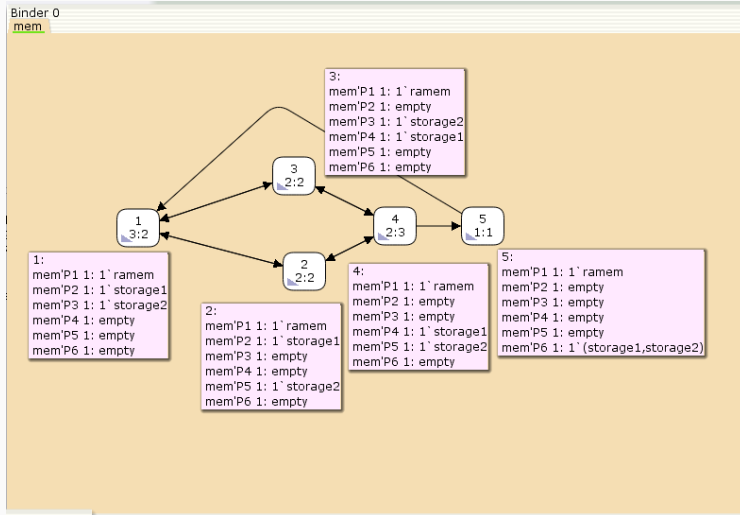 Binder 0
mem
3:
mem'P1 1: 1`ramem
mem'P2 1: empty
mem'P3 1: 1`storage2
mem'P4 1: 1`storage1
mem'P5 1: empty
mem'P6 1: empty
3
2:2
1
3:2
4
2:3
5
1:1
2
2:2
1:
mem'P1 1: 1`ramem
mem'P2 1: 1`storage1
mem'P3 1: 1`storage2
mem'P4 1: empty
mem'P5 1: empty
mem'P6 1: empty
2:
mem'P1 1: 1`ramem
mem'P2 1: 1`storage1
mem'P3 1: empty
mem'P4 1: empty
mem'P5 1: 1`storage2
mem'P6 1: empty
4:
mem'P1 1: 1`ramem
mem'P2 1: empty
mem'P3 1: empty
mem'P4 1: 1`storage1
mem'P5 1: 1`storage2
mem'P6 1: empty
5:
mem'P1 1: 1`ramem
mem'P2 1: empty
mem'P3 1: empty
mem'P4 1: empty
mem'P5 1: empty
mem'P6 1: 1`(storage1,storage2)